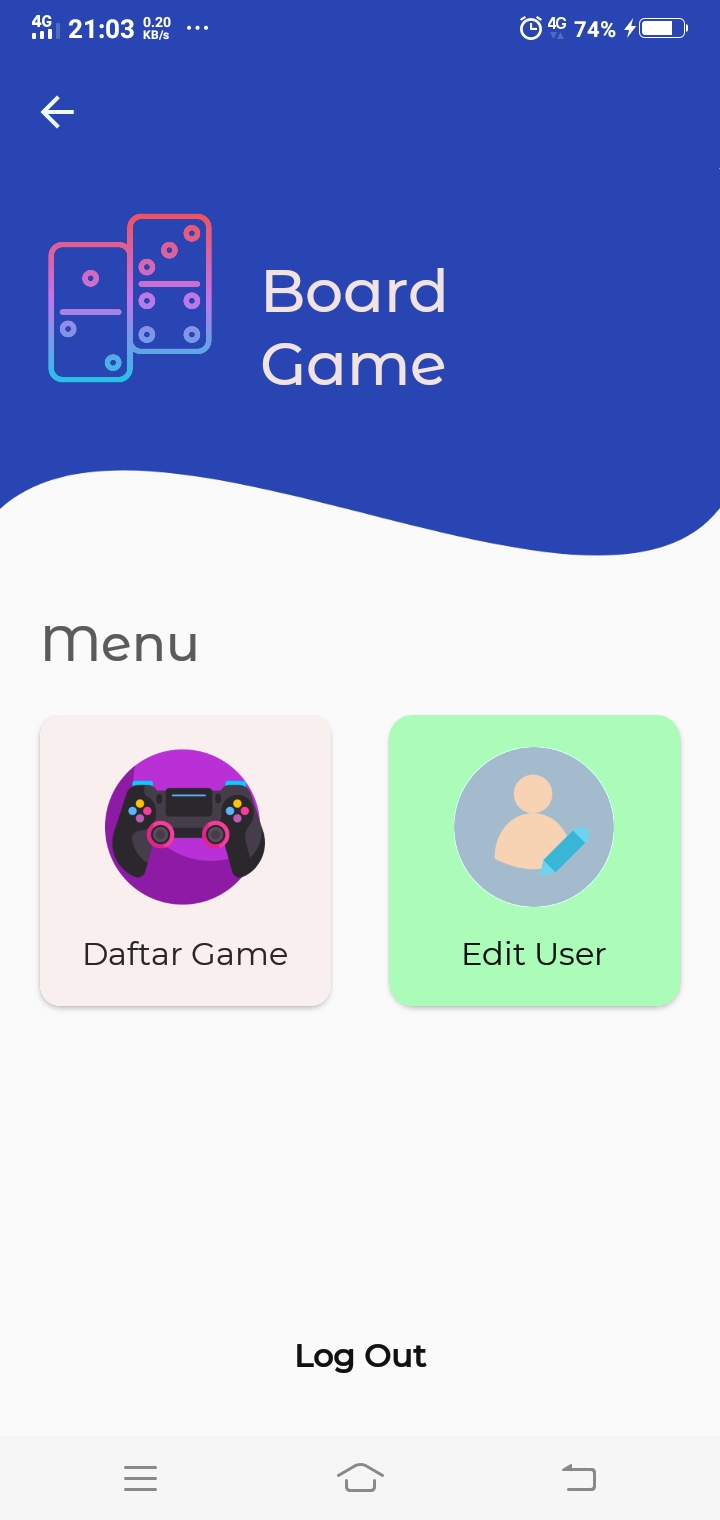 4G 21:03 0.20 KB/s ... 4G 74%
Board
Game
Menu
Daftar Game
Edit User
Log Out